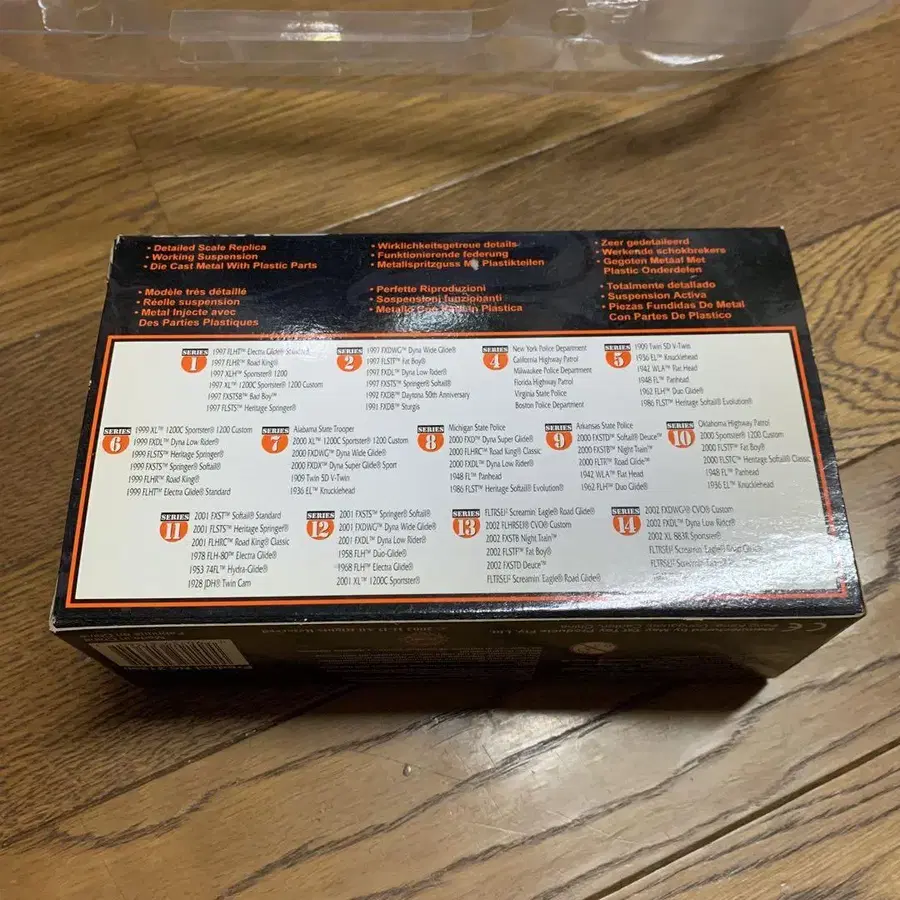 • Detailed Scale Replica
• Working Suspension
• Die Cast Metal With Plastic Parts
• Wirklichkeitsgetreue details
• Funktionierende federung
• Metallspritzguss Mit Plastikteilen
• Zeer gedetaileerd
• Werkende schokbrekers
• Gegoton Metaaf Met
Plastic Onderdelen
• Modèle très détaillé
• Réelle suspension
• Metal Injecte avec
Des Parties Plastiques
• Perfette Riproduzioni
• Sospensioni funzionanti
• Metallo Con Parti in Plastica
• Totalmente detallado
• Suspension Activa
• Piezas Fundidas De Metal
Con Partes De Plastico
SERIES 1
1997 FLHT™ Electra Glide® Standard
1997 FLHR™ Road King®
1997 XLH™ Sportster® 1200
1997 XL™ 1200C Sportster® 1200 Custom
1997 FXSTSB™ Bad Boy™
1997 FLSTS™ Heritage Springer®
SERIES 2
1997 FXDWG™ Dyna Wide Glide®
1997 FLSTF™ Fat Boy®
1997 FXDL™ Dyna Low Rider®
1997 FXSTS™ Springer® Softail®
1992 FXDB™ Daytona 50th Anniversary
1991 FXDB™ Sturgis
SERIES 4
New York Police Department
California Highway Patrol
Milwaukee Police Department
Florida Highway Patrol
Virginia State Police
Boston Police Department
SERIES 5
1909 Twin 5D V-Twin
1936 EL™ Knucklehead
1942 WLA™ Flat Head
1948 FL™ Panhead
1962 FLH™ Duo Glide®
1986 FLST™ Heritage Softail® Evolution®
SERIES 6
1999 XL™ 1200C Sportster® 1200 Custom
1999 FXDL™ Dyna Low Rider®
1999 FLSTS™ Heritage Springer®
1999 FXSTS™ Springer® Softail®
1999 FLHR™ Road King®
1999 FLHT™ Electra Glide® Standard
SERIES 7
Alabama State Trooper
2000 XL™ 1200C Sportster® 1200 Custom
2000 FXDWG™ Dyna Wide Glide®
2000 FXDX™ Dyna Super Glide® Sport
1909 Twin 5D V-Twin
1936 EL™ Knucklehead
SERIES 8
Michigan State Police
2000 FXD™ Dyna Super Glide®
2000 FLHRC™ Road King® Classic
2000 FXDL™ Dyna Low Rider®
1948 FL™ Panhead
1986 FLST™ Heritage Softail® Evolution®
SERIES 9
Arkansas State Police
2000 FXSTD™ Softail® Deuce™
2000 FXSTB™ Night Train™
2000 FLTR™ Road Glide™
1942 WLA™ Flat Head
1962 FLH™ Duo Glide®
SERIES 10
Oklahoma Highway Patrol
2000 Sportster® 1200 Custom
2000 FLSTF™ Fat Boy®
2000 FLSTC™ Heritage Softail® Classic
1948 FL™ Panhead
1936 EL™ Knucklehead
SERIES 11
2001 FXST™ Softail® Standard
2001 FLSTS™ Heritage Springer®
2001 FLHRC™ Road King® Classic
1978 FLH-80™ Electra Glide®
1953 74FL™ Hydra-Glide®
1928 JDH® Twin Cam
SERIES 12
2001 FXSTS™ Springer® Softail®
2001 FXDWG™ Dyna Wide Glide®
2001 FXDL™ Dyna Low Rider®
1958 FLH™ Duo-Glide®
1968 FLH™ Electra Glide®
2001 XL™ 1200C Sportster®
SERIES 13
FLTRSEI² Screamin' Eagle® Road Glide®
2002 FLHRSEI® CVO® Custom
2002 FSTB Night Train™
2002 FLSTF™ Fat Boy®
2002 FXSTD Deuce™
FLTRSEI² Screamin' Eagle® Road Glide®
SERIES 14
2002 FXDWG® CVO® Custom
2002 FXDL™ Dyna Low Rider®
2002 XL 883R Sportster®
FLTRSEI² Screamin' Eagle® Road Glide®
FLTRSEI² Screamin'